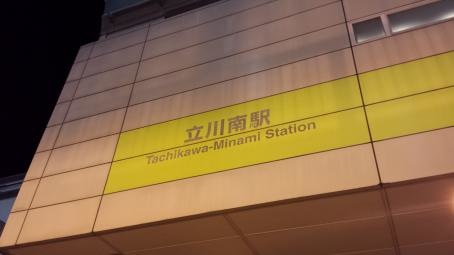 立川南駅
Tachikawa-Minami Station